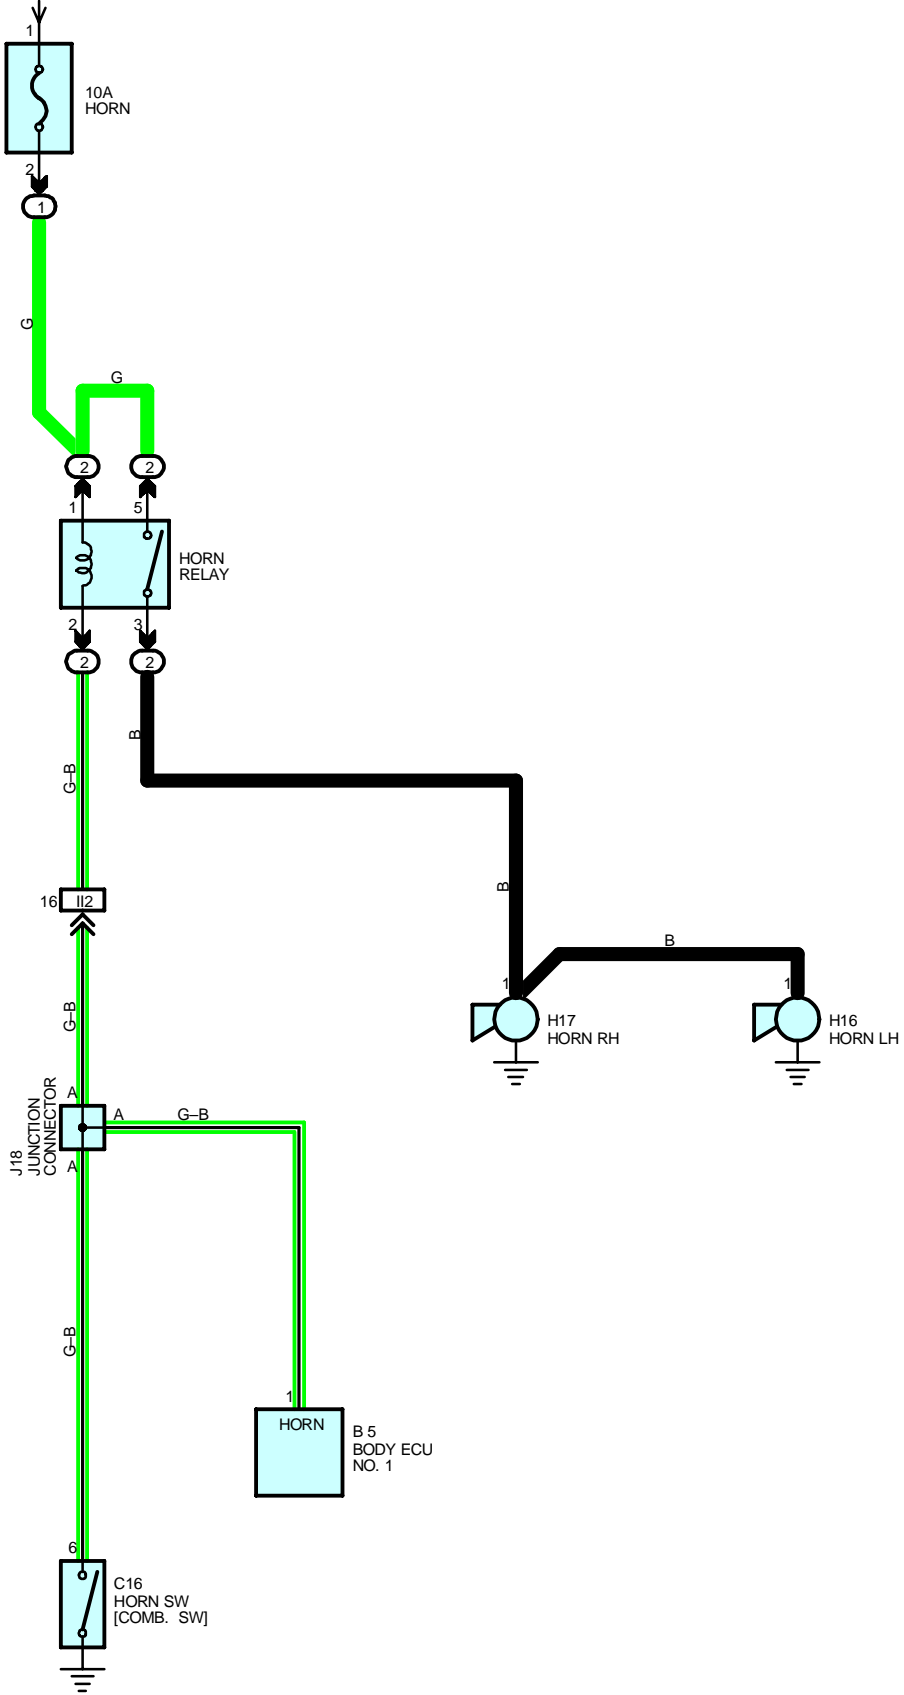 1
10A
HORN
2
1
G
G
2
2
1
5
HORN
RELAY
2
3
2
2
B
G–B
B
16
II2
B
1
1
H17
HORN RH
H16
HORN LH
G–B
A
A
G–B
J18
JUNCTION
CONNECTOR
A
G–B
1
HORN
B 5
BODY ECU
NO. 1
6
C16
HORN SW
[COMB. SW]